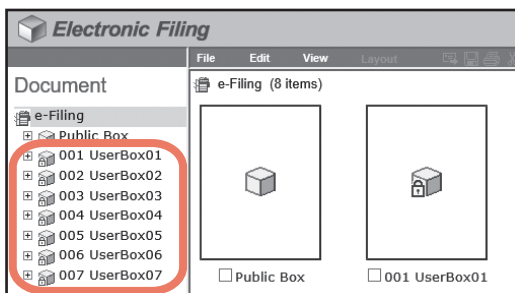 Electronic Filing
File Edit View Layout
Document
e-Filing (8 items)
e-Filing
Public Box
001 UserBox01
002 UserBox02
003 UserBox03
004 UserBox04
005 UserBox05
006 UserBox06
007 UserBox07
Public Box
001 UserBox01